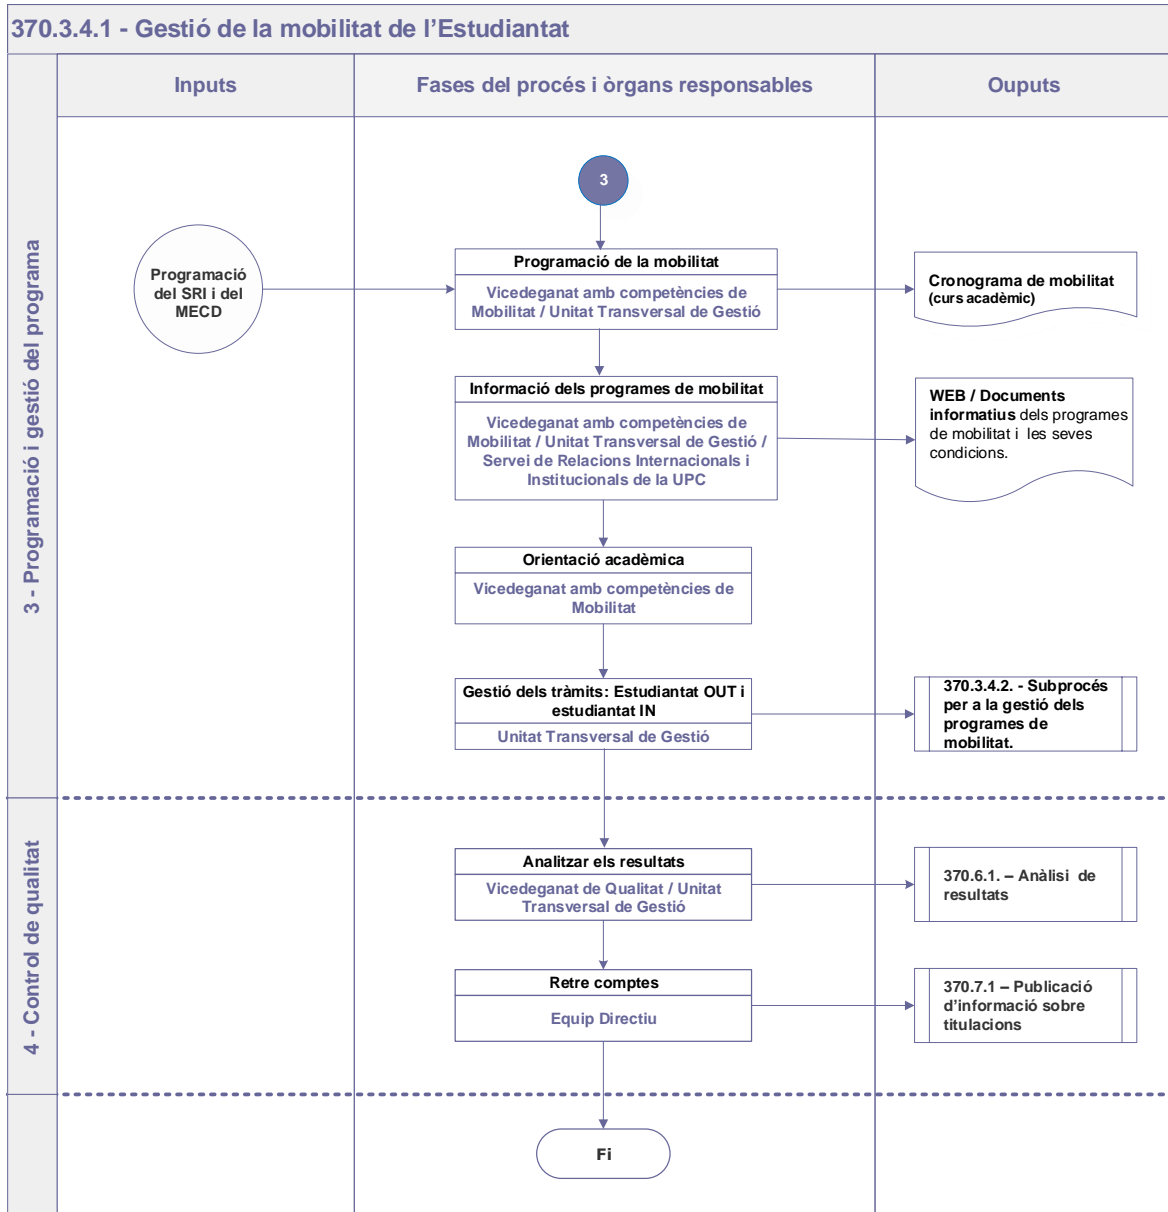 370.3.4.1 - Gestió de la mobilitat de l’Estudiantat
Inputs
Fases del procés i òrgans responsables
Ouputs
3 - Programació i gestió del programa
3
Programació
del SRI i del
MECD
Programació de la mobilitat
Vicedeganat amb competències de
Mobilitat / Unitat Transversal de Gestió
Cronograma de mobilitat
(curs acadèmic)
Informació dels programes de mobilitat
Vicedeganat amb competències de
Mobilitat / Unitat Transversal de Gestió /
Servei de Relacions Internacionals i
Institucionals de la UPC
WEB / Documents
informatius dels programes
de mobilitat i les seves
condicions.
Orientació acadèmica
Vicedeganat amb competències de
Mobilitat
Gestió dels tràmits: Estudiantat OUT i
estudiantat IN
Unitat Transversal de Gestió
370.3.4.2. - Subprocés
per a la gestió dels
programes de
mobilitat.
4 - Control de qualitat
Analitzar els resultats
Vicedeganat de Qualitat / Unitat
Transversal de Gestió
370.6.1. – Anàlisi de
resultats
Retre comptes
Equip Directiu
370.7.1 – Publicació
d’informació sobre
titulacions
Fi